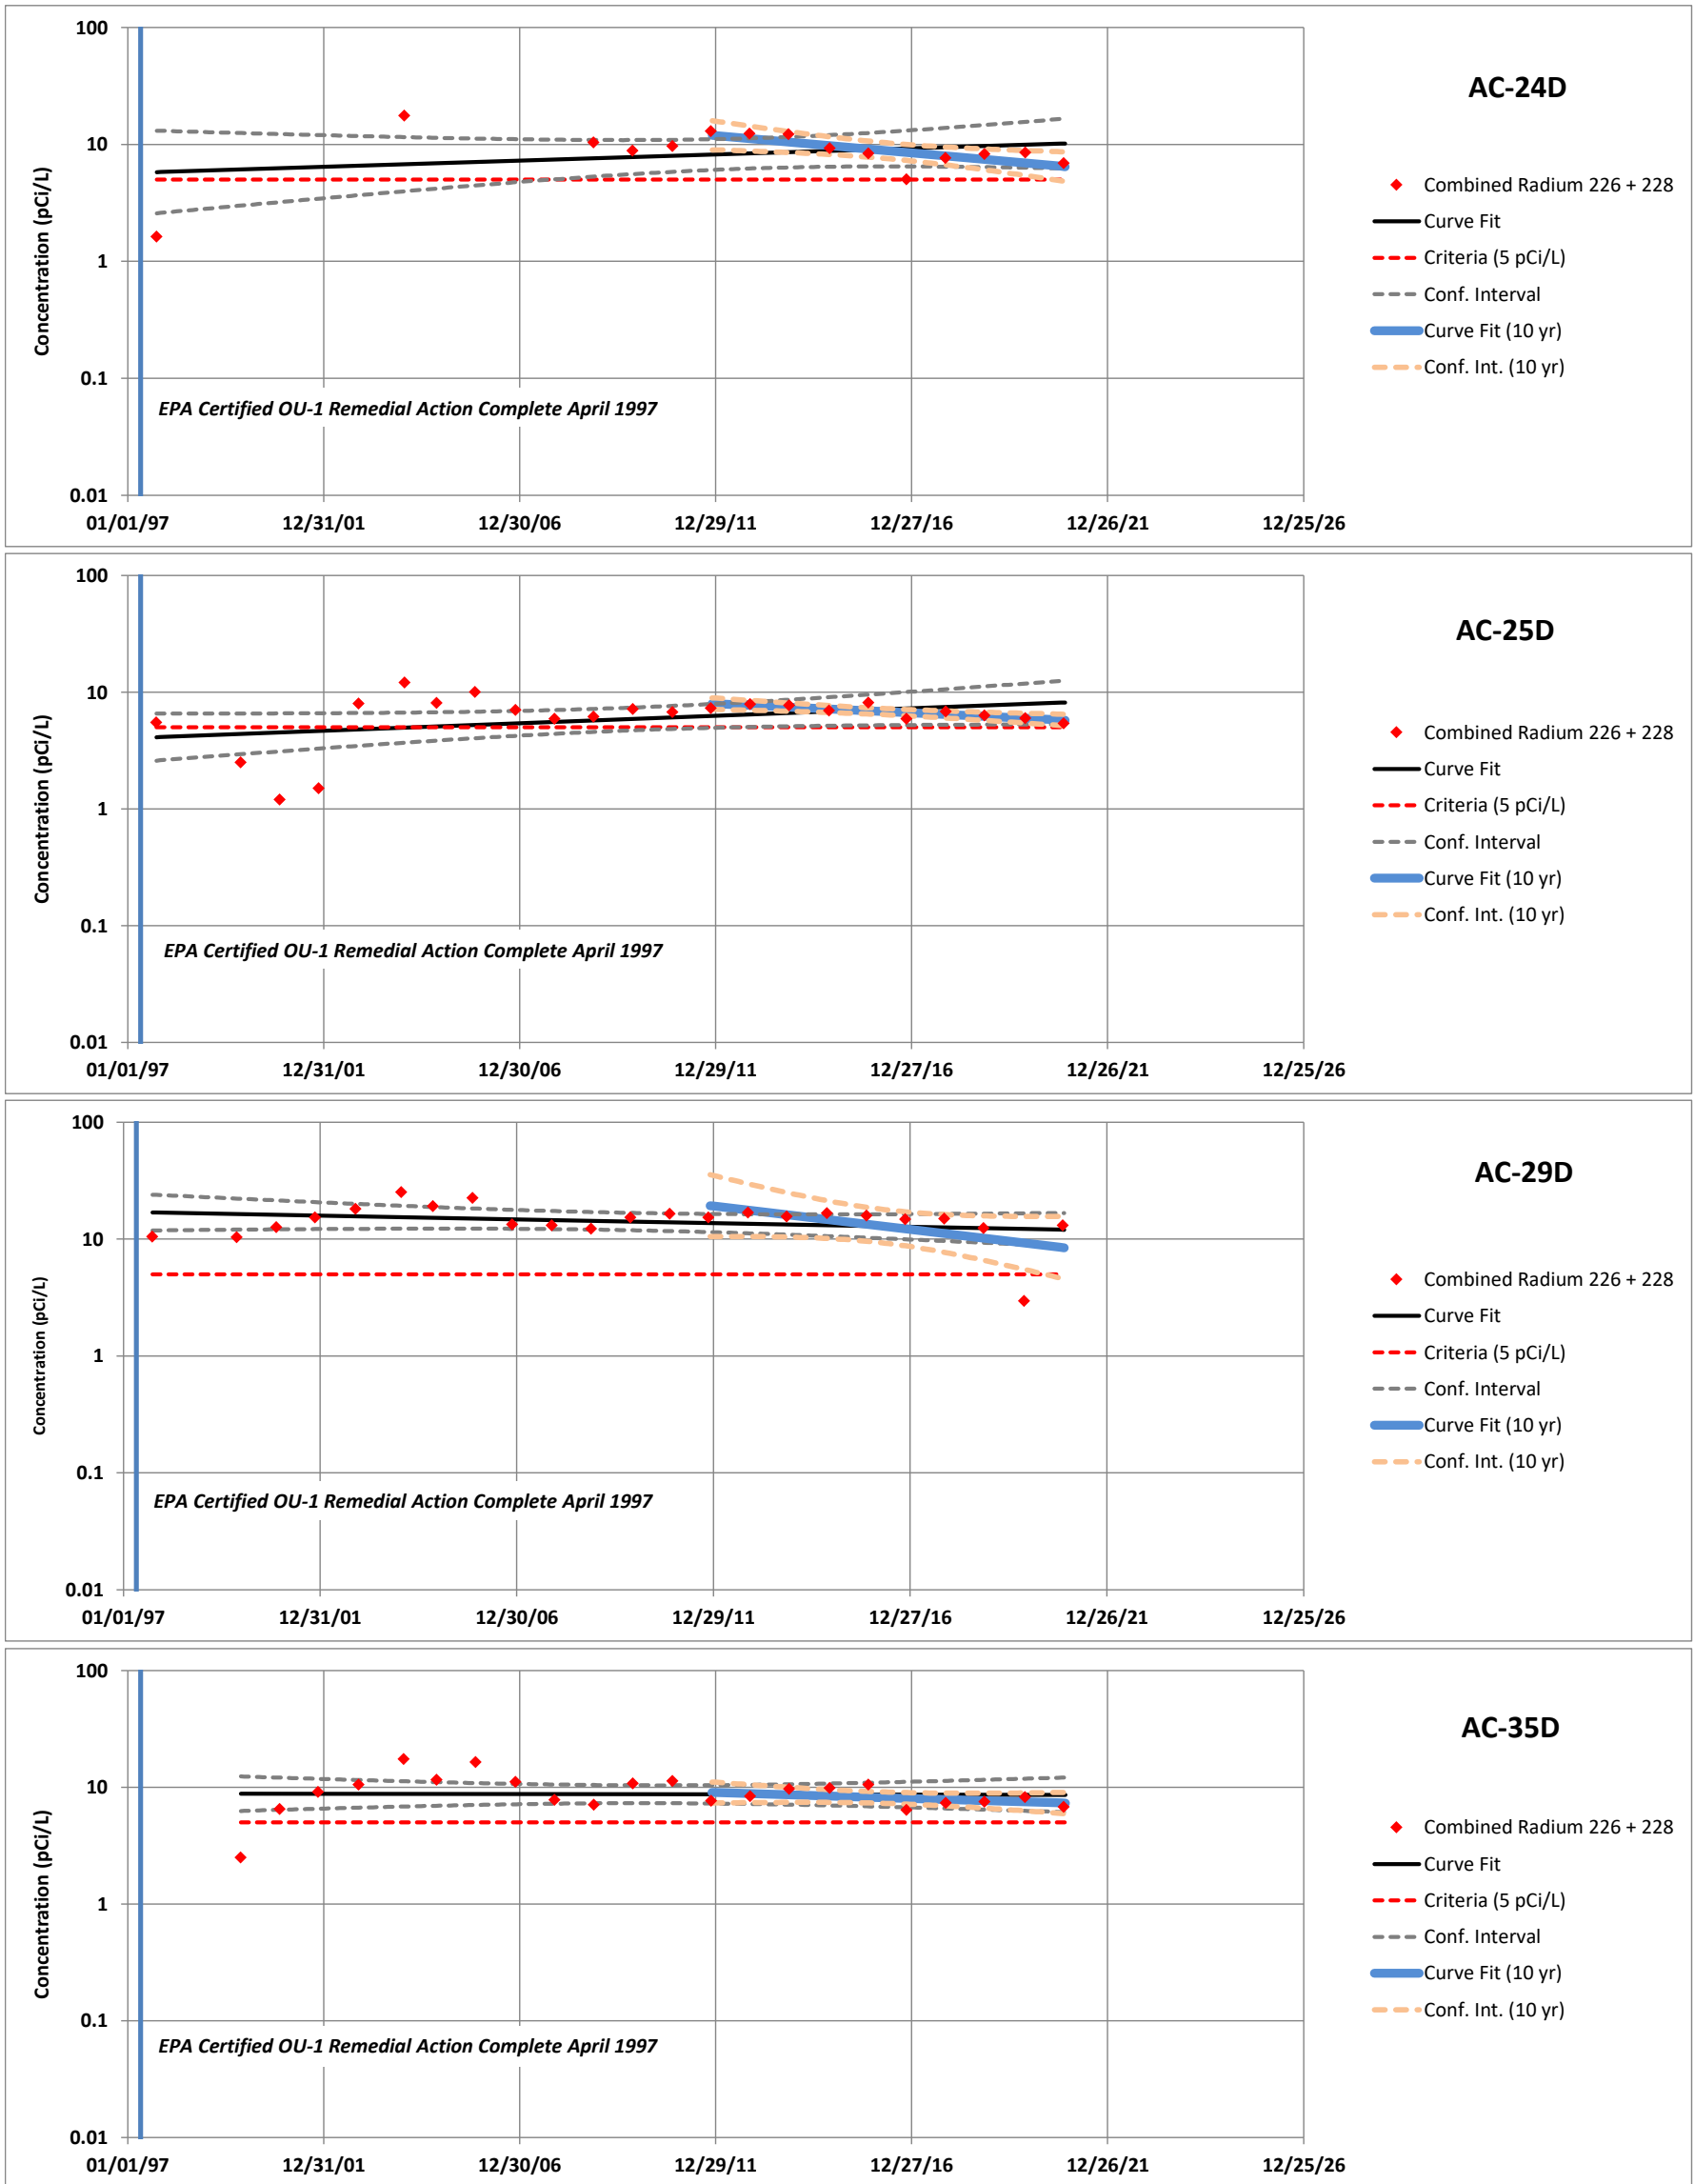 AC-24D
Concentration (pCi/L)
100
10
1
0.1
0.01
Combined Radium 226 + 228
Curve Fit
Criteria (5 pCi/L)
Conf. Interval
Curve Fit (10 yr)
Conf. Int. (10 yr)
EPA Certified OU-1 Remedial Action Complete April 1997
01/01/97 12/31/01 12/30/06 12/29/11 12/27/16 12/26/21 12/25/26
AC-25D
Concentration (pCi/L)
100
10
1
0.1
0.01
Combined Radium 226 + 228
Curve Fit
Criteria (5 pCi/L)
Conf. Interval
Curve Fit (10 yr)
Conf. Int. (10 yr)
EPA Certified OU-1 Remedial Action Complete April 1997
01/01/97 12/31/01 12/30/06 12/29/11 12/27/16 12/26/21 12/25/26
AC-29D
Concentration (pCi/L)
100
10
1
0.1
0.01
Combined Radium 226 + 228
Curve Fit
Criteria (5 pCi/L)
Conf. Interval
Curve Fit (10 yr)
Conf. Int. (10 yr)
EPA Certified OU-1 Remedial Action Complete April 1997
01/01/97 12/31/01 12/30/06 12/29/11 12/27/16 12/26/21 12/25/26
AC-35D
Concentration (pCi/L)
100
10
1
0.1
0.01
Combined Radium 226 + 228
Curve Fit
Criteria (5 pCi/L)
Conf. Interval
Curve Fit (10 yr)
Conf. Int. (10 yr)
EPA Certified OU-1 Remedial Action Complete April 1997
01/01/97 12/31/01 12/30/06 12/29/11 12/27/16 12/26/21 12/25/26